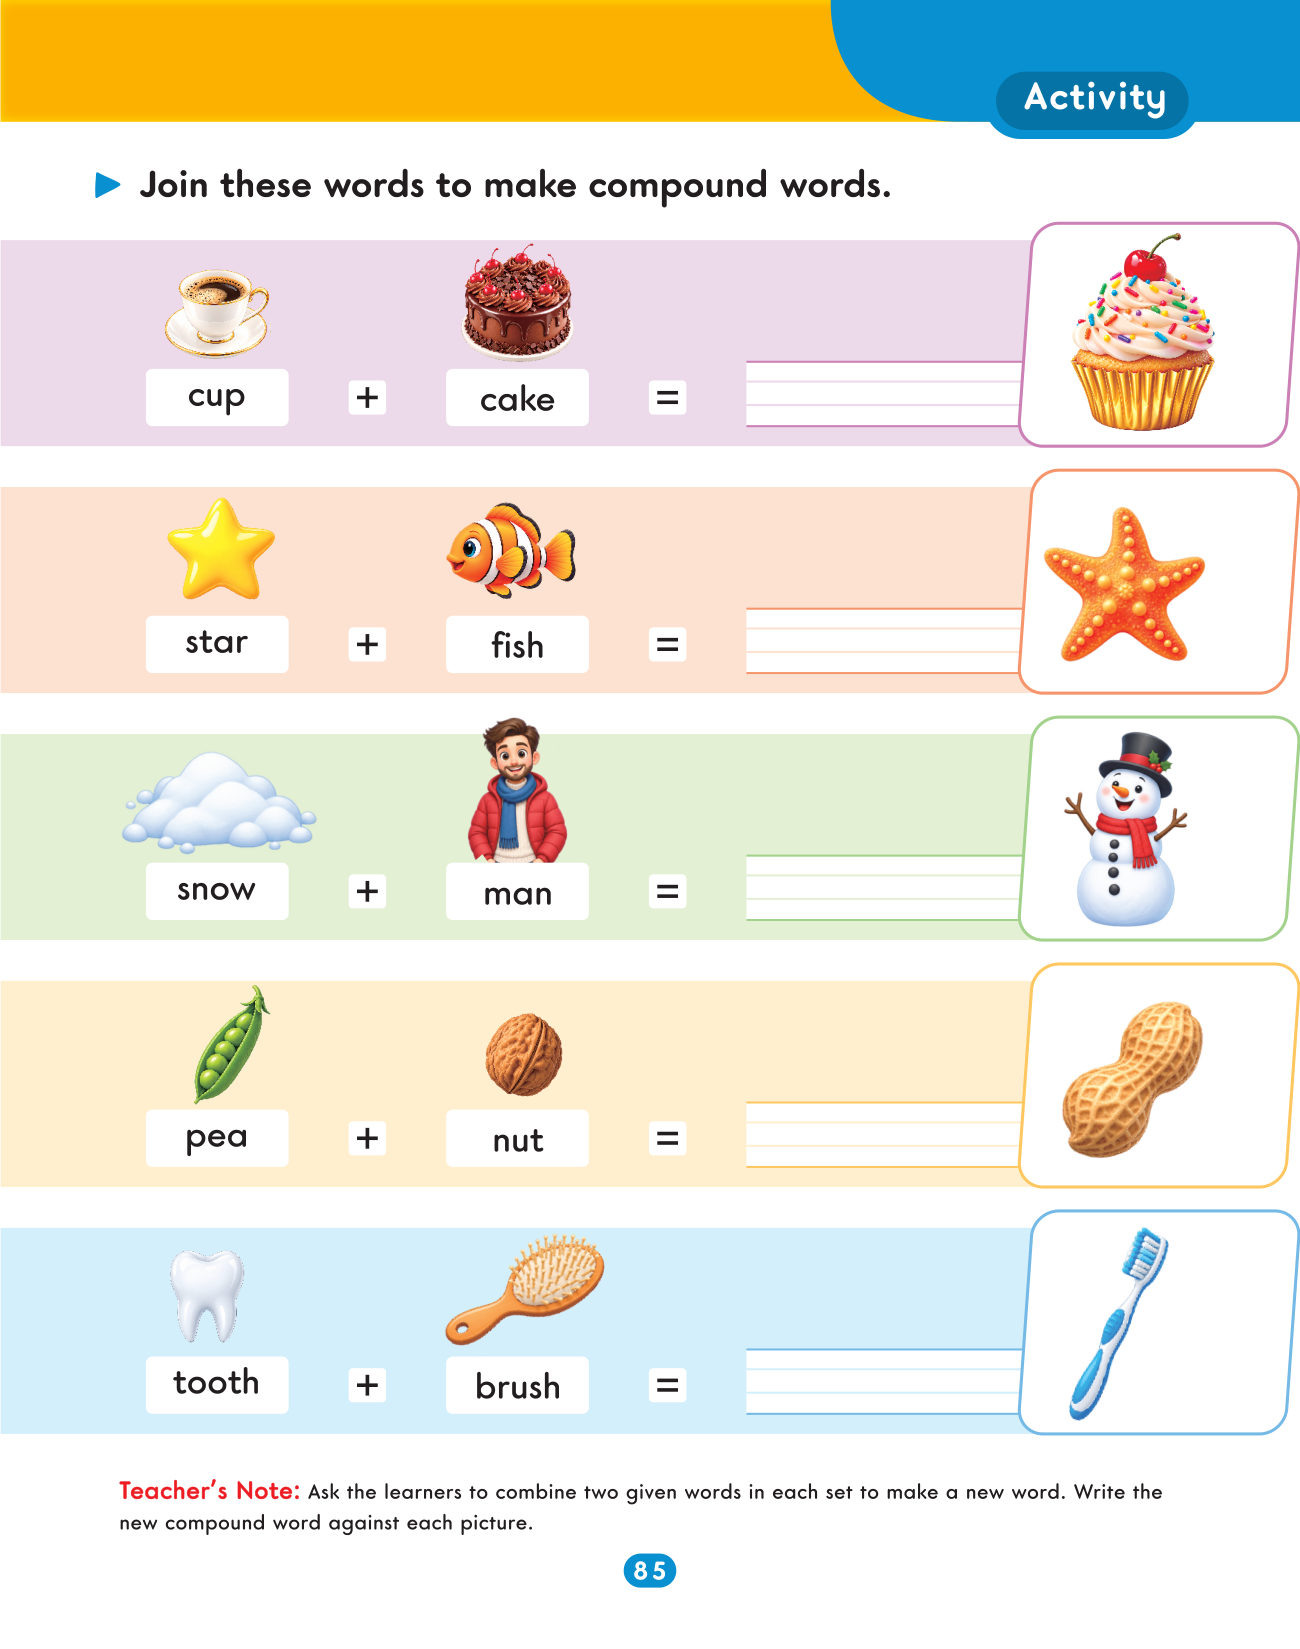 Activity
Join these words to make compound words.
cup + cake =
star + fish =
snow + man =
pea + nut =
tooth + brush =
Teacher's Note: Ask the learners to combine two given words in each set to make a new word. Write the
new compound word against each picture.
85